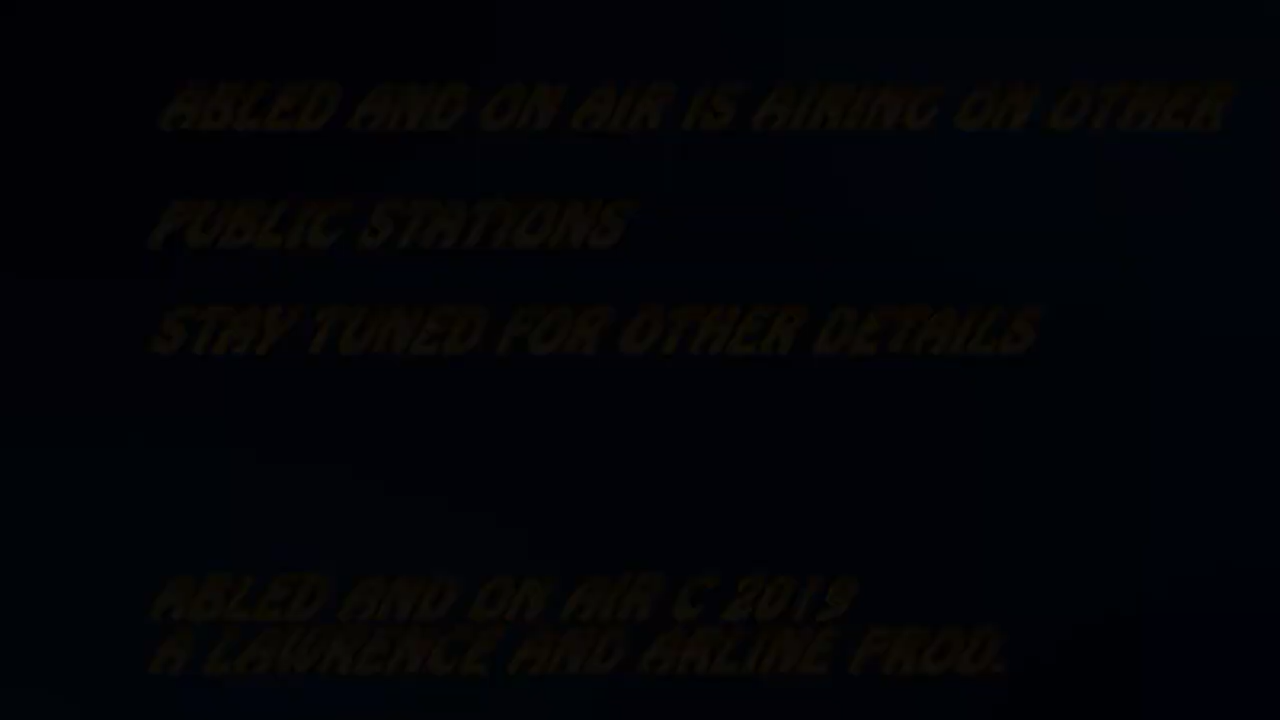 ABLED AND ON AIR IS AIRING ON OTHER
PUBLIC STATIONS
STAY TUNED FOR OTHER DETAILS
ABLED AND ON AIR C 2019
A LAWRENCE AND ARLINE PROD.